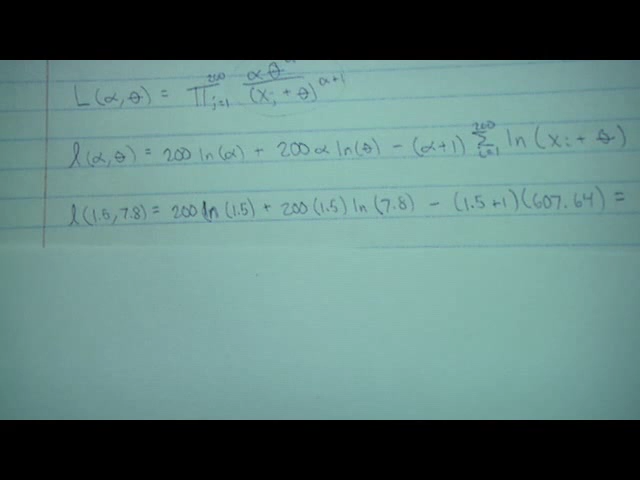 L(α,θ) = ∏_{j=1}^{200} αθ^α / (x_i + θ)^{α+1}
l(α,θ) = 200 ln(α) + 200 α ln(θ) - (α+1) ∑_{i=1}^{200} ln(x_i + θ)
l(1.5,7.8) = 200 ln(1.5) + 200(1.5) ln(7.8) - (1.5+1)(607.64) =